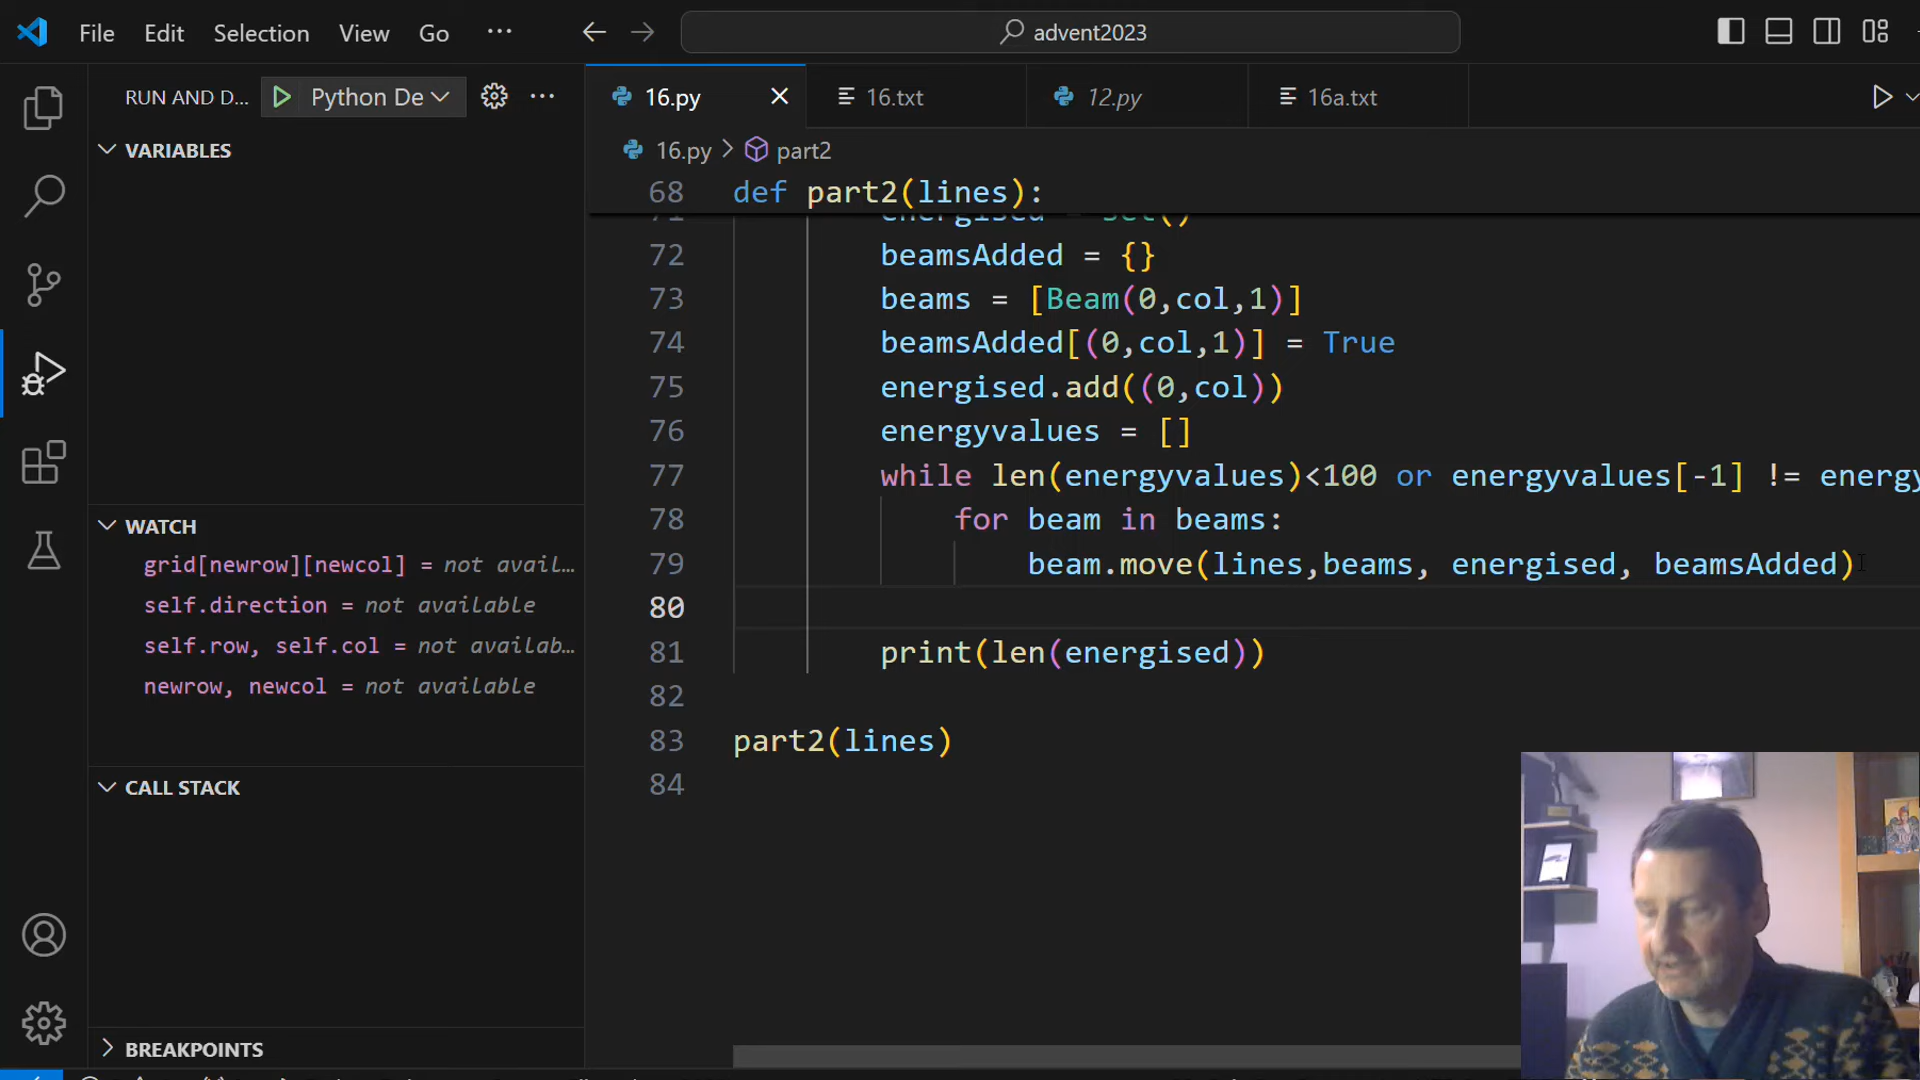 File Edit Selection View Go ··· advent2023
RUN AND D... Python De
16.py 16.txt 12.py 16a.txt
16.py > part2
VARIABLES
68 def part2(lines):
71 energised = set()
72 beamsAdded = {}
73 beams = [Beam(0,col,1)]
74 beamsAdded[(0,col,1)] = True
75 energised.add((0,col))
76 energyvalues = []
77 while len(energyvalues)<100 or energyvalues[-1] != energy
78 for beam in beams:
79 beam.move(lines,beams, energised, beamsAdded)
80
81 print(len(energised))
82
83 part2(lines)
84
WATCH
grid[newrow][newcol] = not avail...
self.direction = not available
self.row, self.col = not availab...
newrow, newcol = not available
CALL STACK
BREAKPOINTS